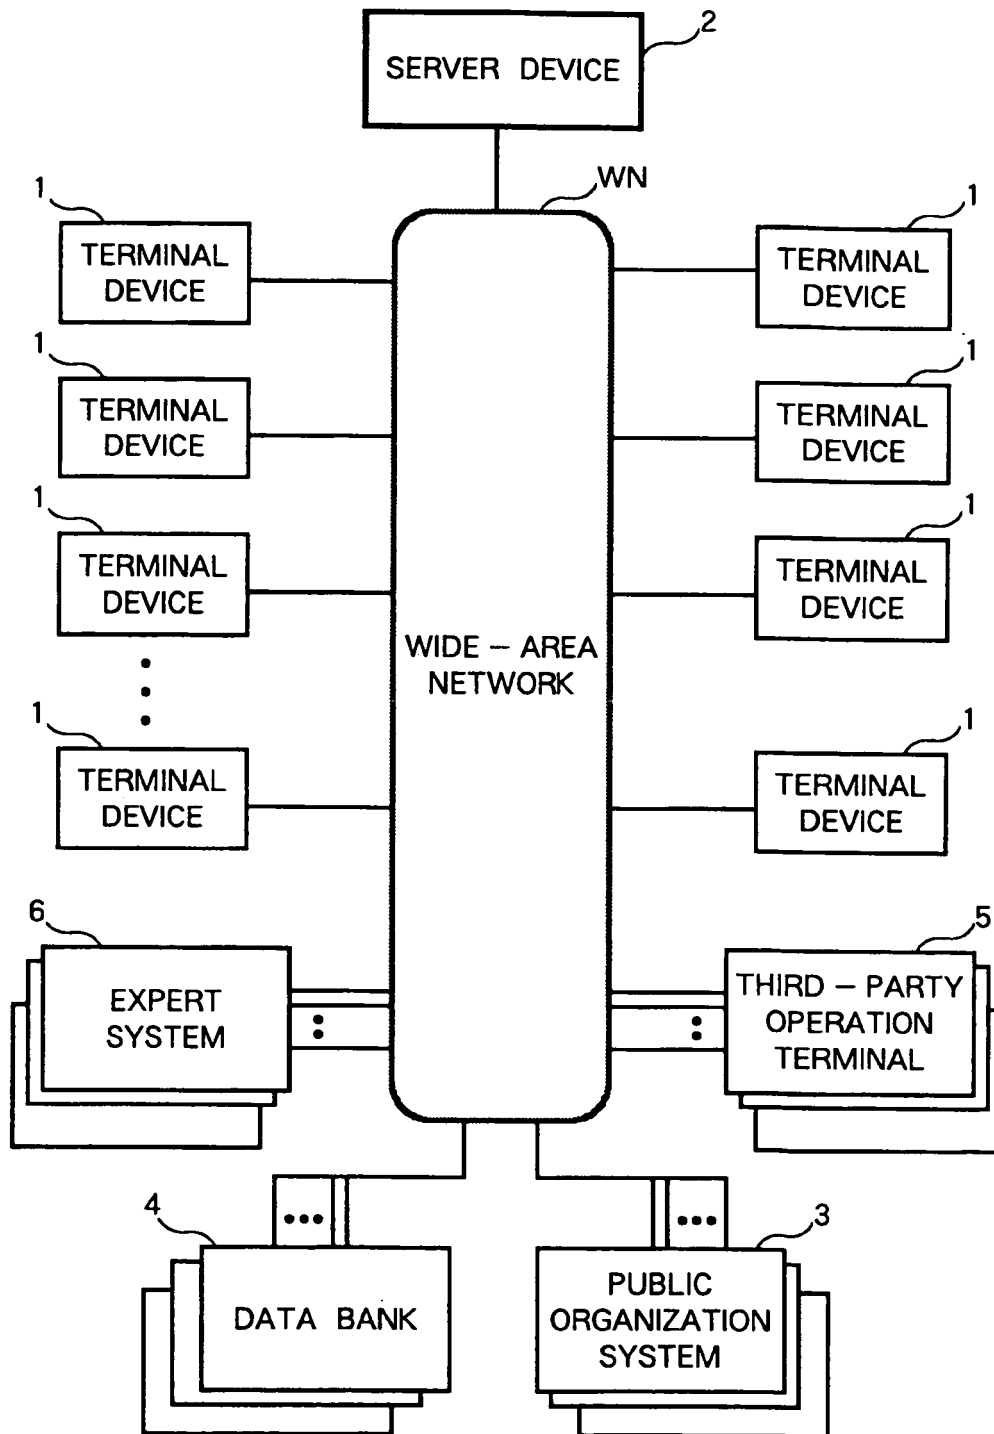 2
SERVER DEVICE
WN
1
TERMINAL
DEVICE
1
TERMINAL
DEVICE
1
TERMINAL
DEVICE
1
TERMINAL
DEVICE
1
TERMINAL
DEVICE
1
TERMINAL
DEVICE
WIDE – AREA
NETWORK
1
TERMINAL
DEVICE
1
TERMINAL
DEVICE
6
EXPERT
SYSTEM
5
THIRD – PARTY
OPERATION
TERMINAL
4
DATA BANK
3
PUBLIC
ORGANIZATION
SYSTEM